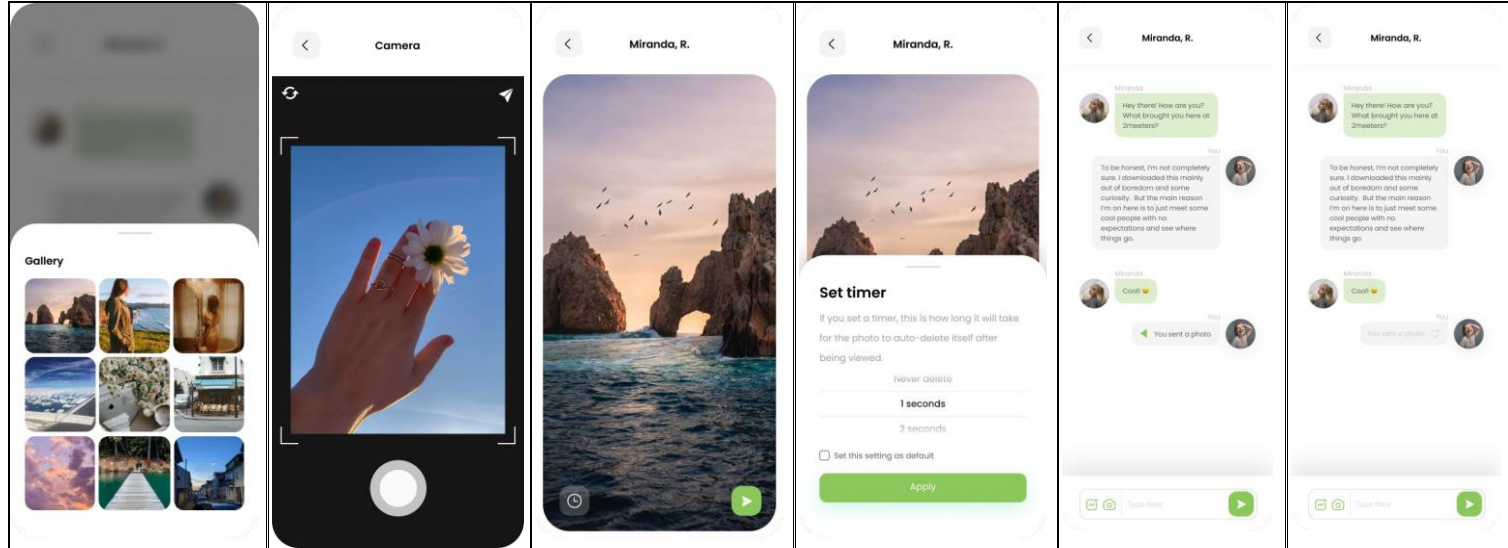 Gallery
Camera
Miranda, R.
Miranda, R.
Set timer
If you set a timer, this is how long it will take
for the photo to auto-delete itself after
being viewed.
Never delete
1 seconds
2 seconds
Set this setting as default
Apply
Miranda, R.
Miranda
Hey there! How are you?
What brought you here at
2meeters?
You
To be honest, I'm not completely
sure. I downloaded this mainly
out of boredom and some
curiosity. But the main reason
I'm on here is to just meet some
cool people with no
expectations and see where
things go.
Miranda
Cool! 😄
You
You sent a photo
Type here
Miranda, R.
Miranda
Hey there! How are you?
What brought you here at
2meeters?
You
To be honest, I'm not completely
sure. I downloaded this mainly
out of boredom and some
curiosity. But the main reason
I'm on here is to just meet some
cool people with no
expectations and see where
things go.
Miranda
Cool! 😄
You
You sent a photo
Type here